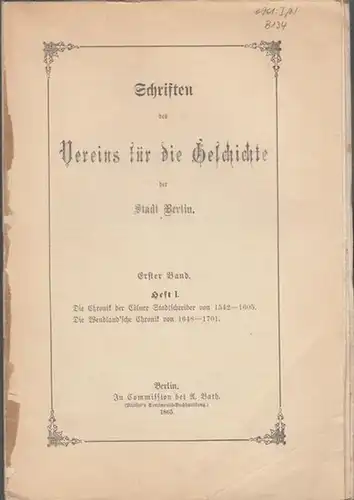 B134
Schriften
des
Vereins für die Geschichte
der
Stadt Berlin.
Erster Band.
Heft I.
Die Chronik der Cölner Stadtschreiber von 1542—1605.
Die Wendland'sche Chronik von 1648—1701.
Berlin.
In Commission bei A. Bath.
1865.